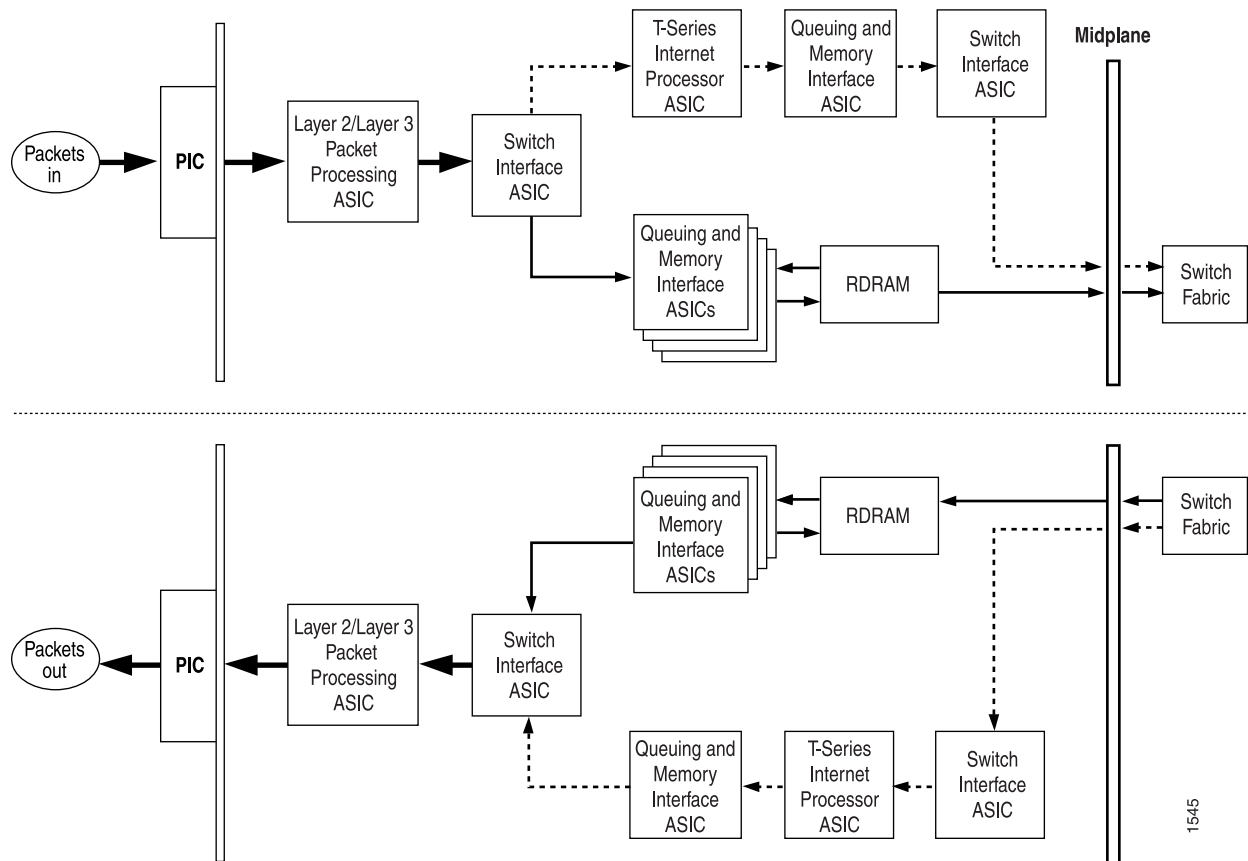 T-Series
Internet
Processor
ASIC
Queuing and
Memory
Interface
ASIC
Switch
Interface
ASIC
Midplane
Packets
in
PIC
Layer 2/Layer 3
Packet
Processing
ASIC
Switch
Interface
ASIC
Queuing and
Memory
Interface
ASICs
RDRAM
Switch
Fabric
Queuing and
Memory
Interface
ASICs
RDRAM
Switch
Fabric
Packets
out
PIC
Layer 2/Layer 3
Packet
Processing
ASIC
Switch
Interface
ASIC
Queuing and
Memory
Interface
ASIC
T-Series
Internet
Processor
ASIC
Switch
Interface
ASIC
1545